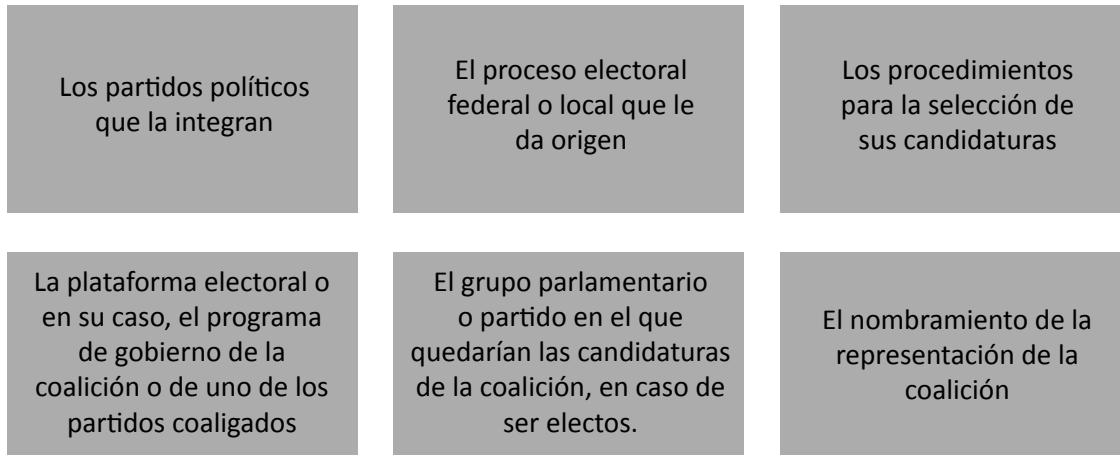 Los partidos políticos
que la integran
El proceso electoral
federal o local que le
da origen
Los procedimientos
para la selección de
sus candidaturas
La plataforma electoral o
en su caso, el programa
de gobierno de la
coalición o de uno de los
partidos coaligados
El grupo parlamentario
o partido en el que
quedarían las candidaturas
de la coalición, en caso de
ser electos.
El nombramiento de la
representación de la
coalición